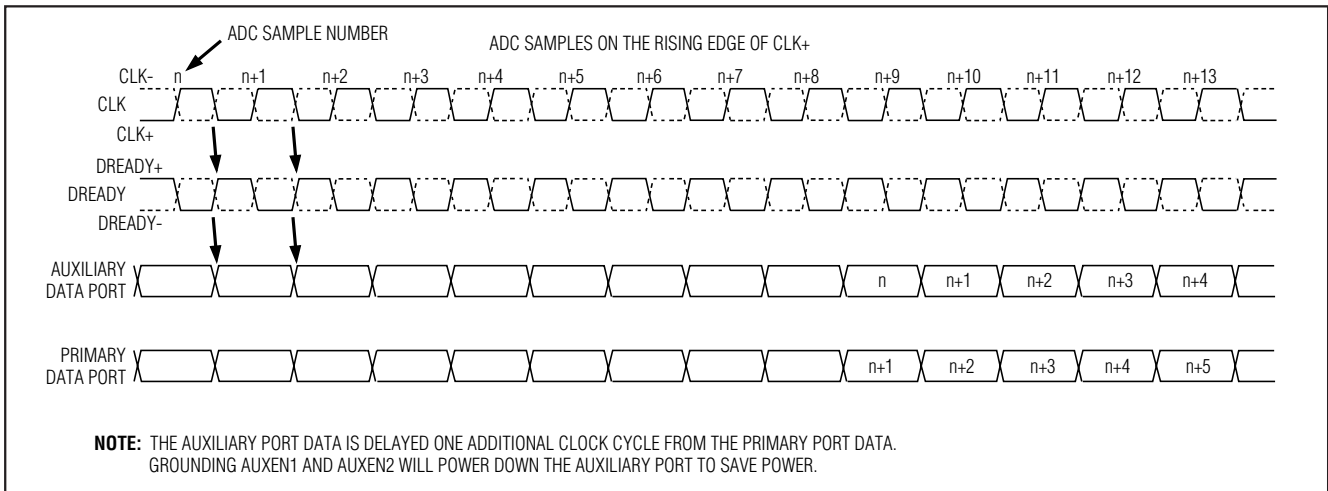 ADC SAMPLE NUMBER
ADC SAMPLES ON THE RISING EDGE OF CLK+
CLK- n n+1 n+2 n+3 n+4 n+5 n+6 n+7 n+8 n+9 n+10 n+11 n+12 n+13
CLK
CLK+
DREADY+
DREADY
DREADY-
AUXILIARY
DATA PORT
n n+1 n+2 n+3 n+4
PRIMARY
DATA PORT
n+1 n+2 n+3 n+4 n+5
NOTE: THE AUXILIARY PORT DATA IS DELAYED ONE ADDITIONAL CLOCK CYCLE FROM THE PRIMARY PORT DATA.
GROUNDING AUXEN1 AND AUXEN2 WILL POWER DOWN THE AUXILIARY PORT TO SAVE POWER.